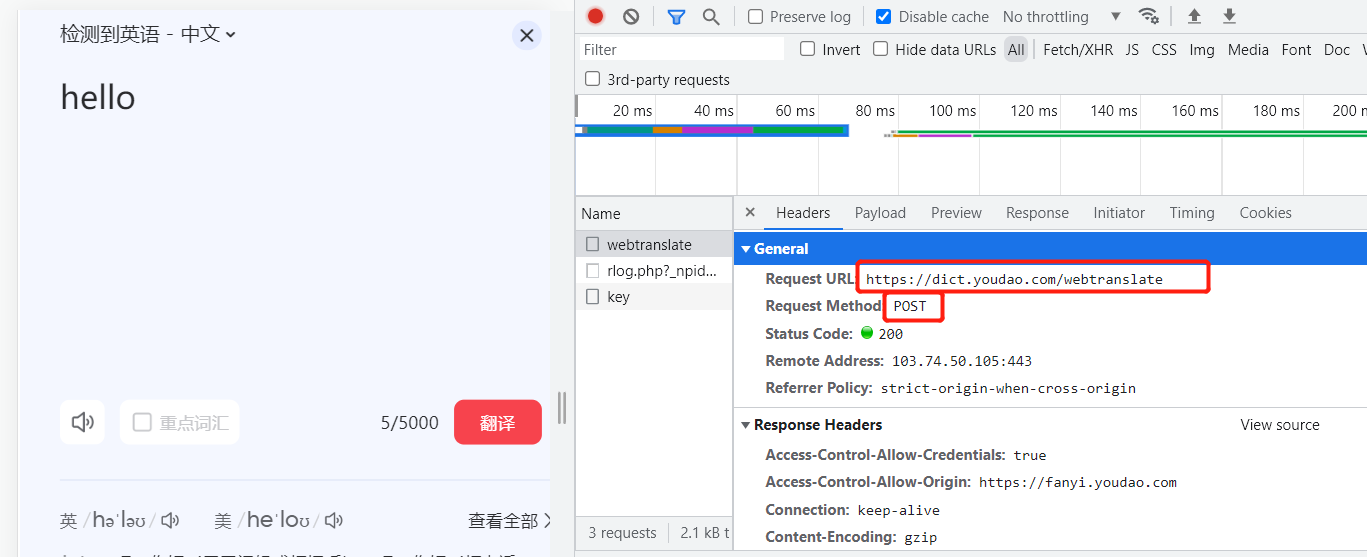 检测到英语 - 中文
hello
重点词汇
5/5000
翻译
英 /həˈləʊ/
美 /heˈloʊ/
查看全部
Preserve log
Disable cache
No throttling
Filter
Invert
Hide data URLs
All
Fetch/XHR
JS
CSS
Img
Media
Font
Doc
3rd-party requests
20 ms
40 ms
60 ms
80 ms
100 ms
120 ms
140 ms
160 ms
180 ms
200 m
Name
webtranslate
rlog.php?_npid...
key
3 requests
2.1 kB t
Headers
Payload
Preview
Response
Initiator
Timing
Cookies
General
Request URL: https://dict.youdao.com/webtranslate
Request Method: POST
Status Code: 200
Remote Address: 103.74.50.105:443
Referrer Policy: strict-origin-when-cross-origin
Response Headers
View source
Access-Control-Allow-Credentials: true
Access-Control-Allow-Origin: https://fanyi.youdao.com
Connection: keep-alive
Content-Encoding: gzip